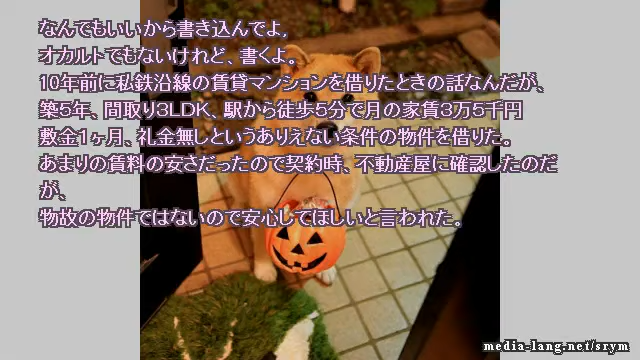 なんでもいいから書き込んでよ，
オカルトでもないけれど、書くよ。
10年前に私鉄沿線の賃貸マンションを借りたときの話なんだが、
築5年、間取り3LDK、駅から徒歩5分で月の家賃3万5千円
敷金1ヶ月、礼金無しというありえない条件の物件を借りた。
あまりの賃料の安さだったので契約時、不動産屋に確認したのだ
が、
物故の物件ではないので安心してほしいと言われた。
media-lang.net/srym